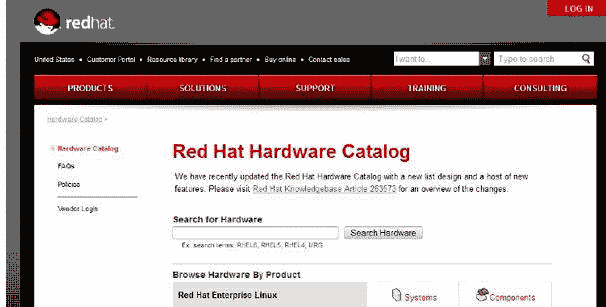 LOG IN
redhat.
United States • Customer Portal • Resource library • Find a partner • Buy online • Contact sales
I want to...
Type to search
PRODUCTS SOLUTIONS SUPPORT TRAINING CONSULTING
Hardware Catalog >
Hardware Catalog
FAQs
Policies
Vendor Login
Red Hat Hardware Catalog
We have recently updated the Red Hat Hardware Catalog with a new list design and a host of new
features. Please visit Red Hat Knowledgebase Article 263573 for an overview of the changes.
Search for Hardware
Search Hardware
Ex. search terms: RHEL6, RHEL5, RHEL4, MRG
Browse Hardware By Product
Red Hat Enterprise Linux
Systems
Components